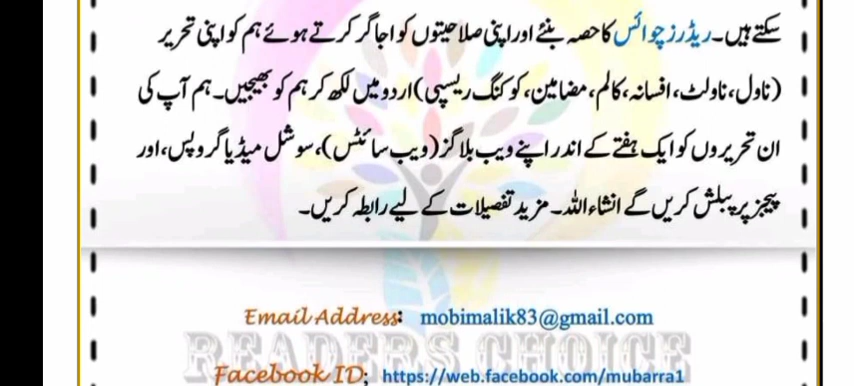 سکتے ہیں۔ ریڈرز چوائس کا حصہ بنئے اور اپنی صلاحیتوں کو اجاگر کرتے ہوئے ہم کو اپنی تحریر
(ناول، ناولٹ، افسانہ، کالم، مضامین، کوکنگ ریسپی) اردو میں لکھ کر ہم کو بھیجیں۔ ہم آپ کی
ان تحریروں کو ایک ہفتے کے اندر اپنے ویب بلاگز (ویب سائٹس)، سوشل میڈیا گروپس، اور
پیجز پر پبلش کریں گے انشاء اللہ۔ مزید تفصیلات کے لیے رابطہ کریں۔
Email Address: mobimalik83@gmail.com
READERS CHOICE
Facebook ID; https://web.facebook.com/mubarra1